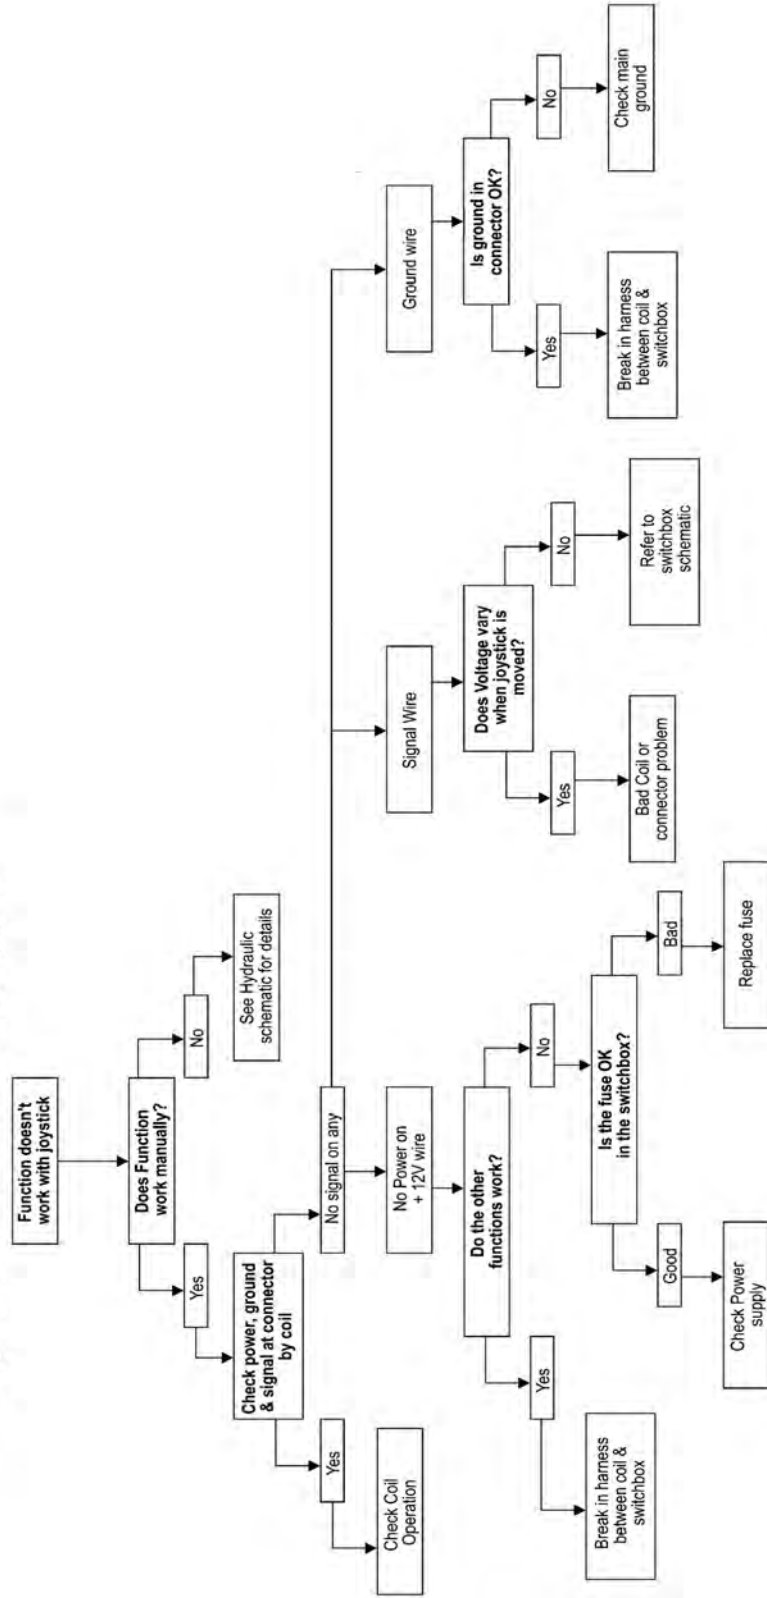 Function doesn't
work with joystick
Does Function
work manually?
Yes
No
See Hydraulic
schematic for details
Check power, ground
& signal at connector
by coil
Yes
No signal on any
Check Coil
Operation
No Power on
+ 12V wire
Signal Wire
Ground wire
Do the other
functions work?
Does Voltage vary
when joystick is
moved?
Is ground in
connector OK?
Yes
No
Yes
No
Yes
No
Break in harness
between coil &
switchbox
Is the fuse OK
in the switchbox?
Bad Coil or
connector problem
Refer to
switchbox
schematic
Break in harness
between coil &
switchbox
Check main
ground
Good
Bad
Check Power
supply
Replace fuse